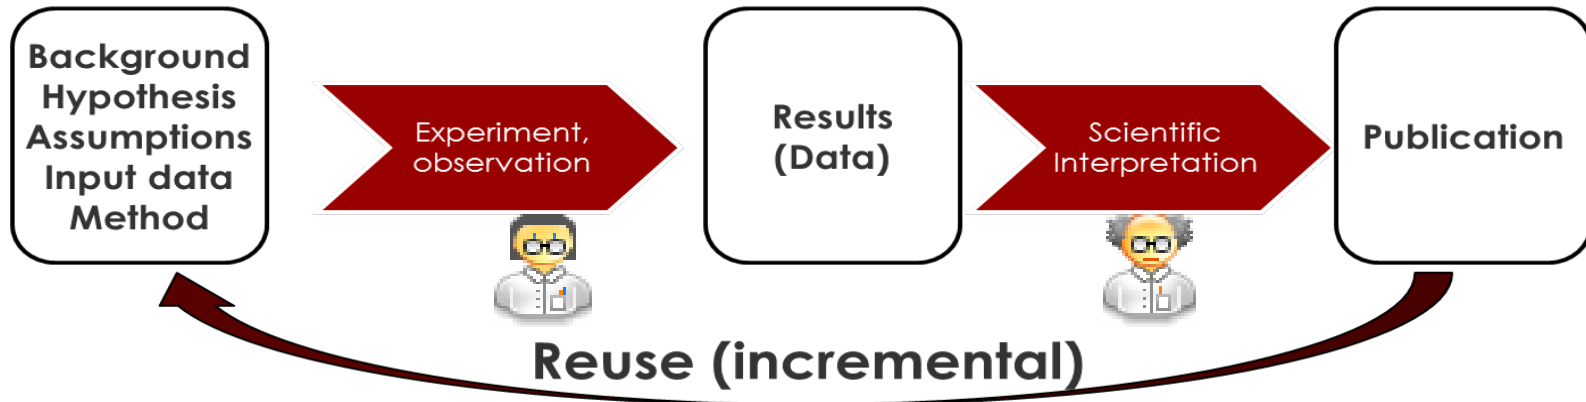 Background
Hypothesis
Assumptions
Input data
Method
Experiment,
observation
Results
(Data)
Scientific
Interpretation
Publication
Reuse (incremental)